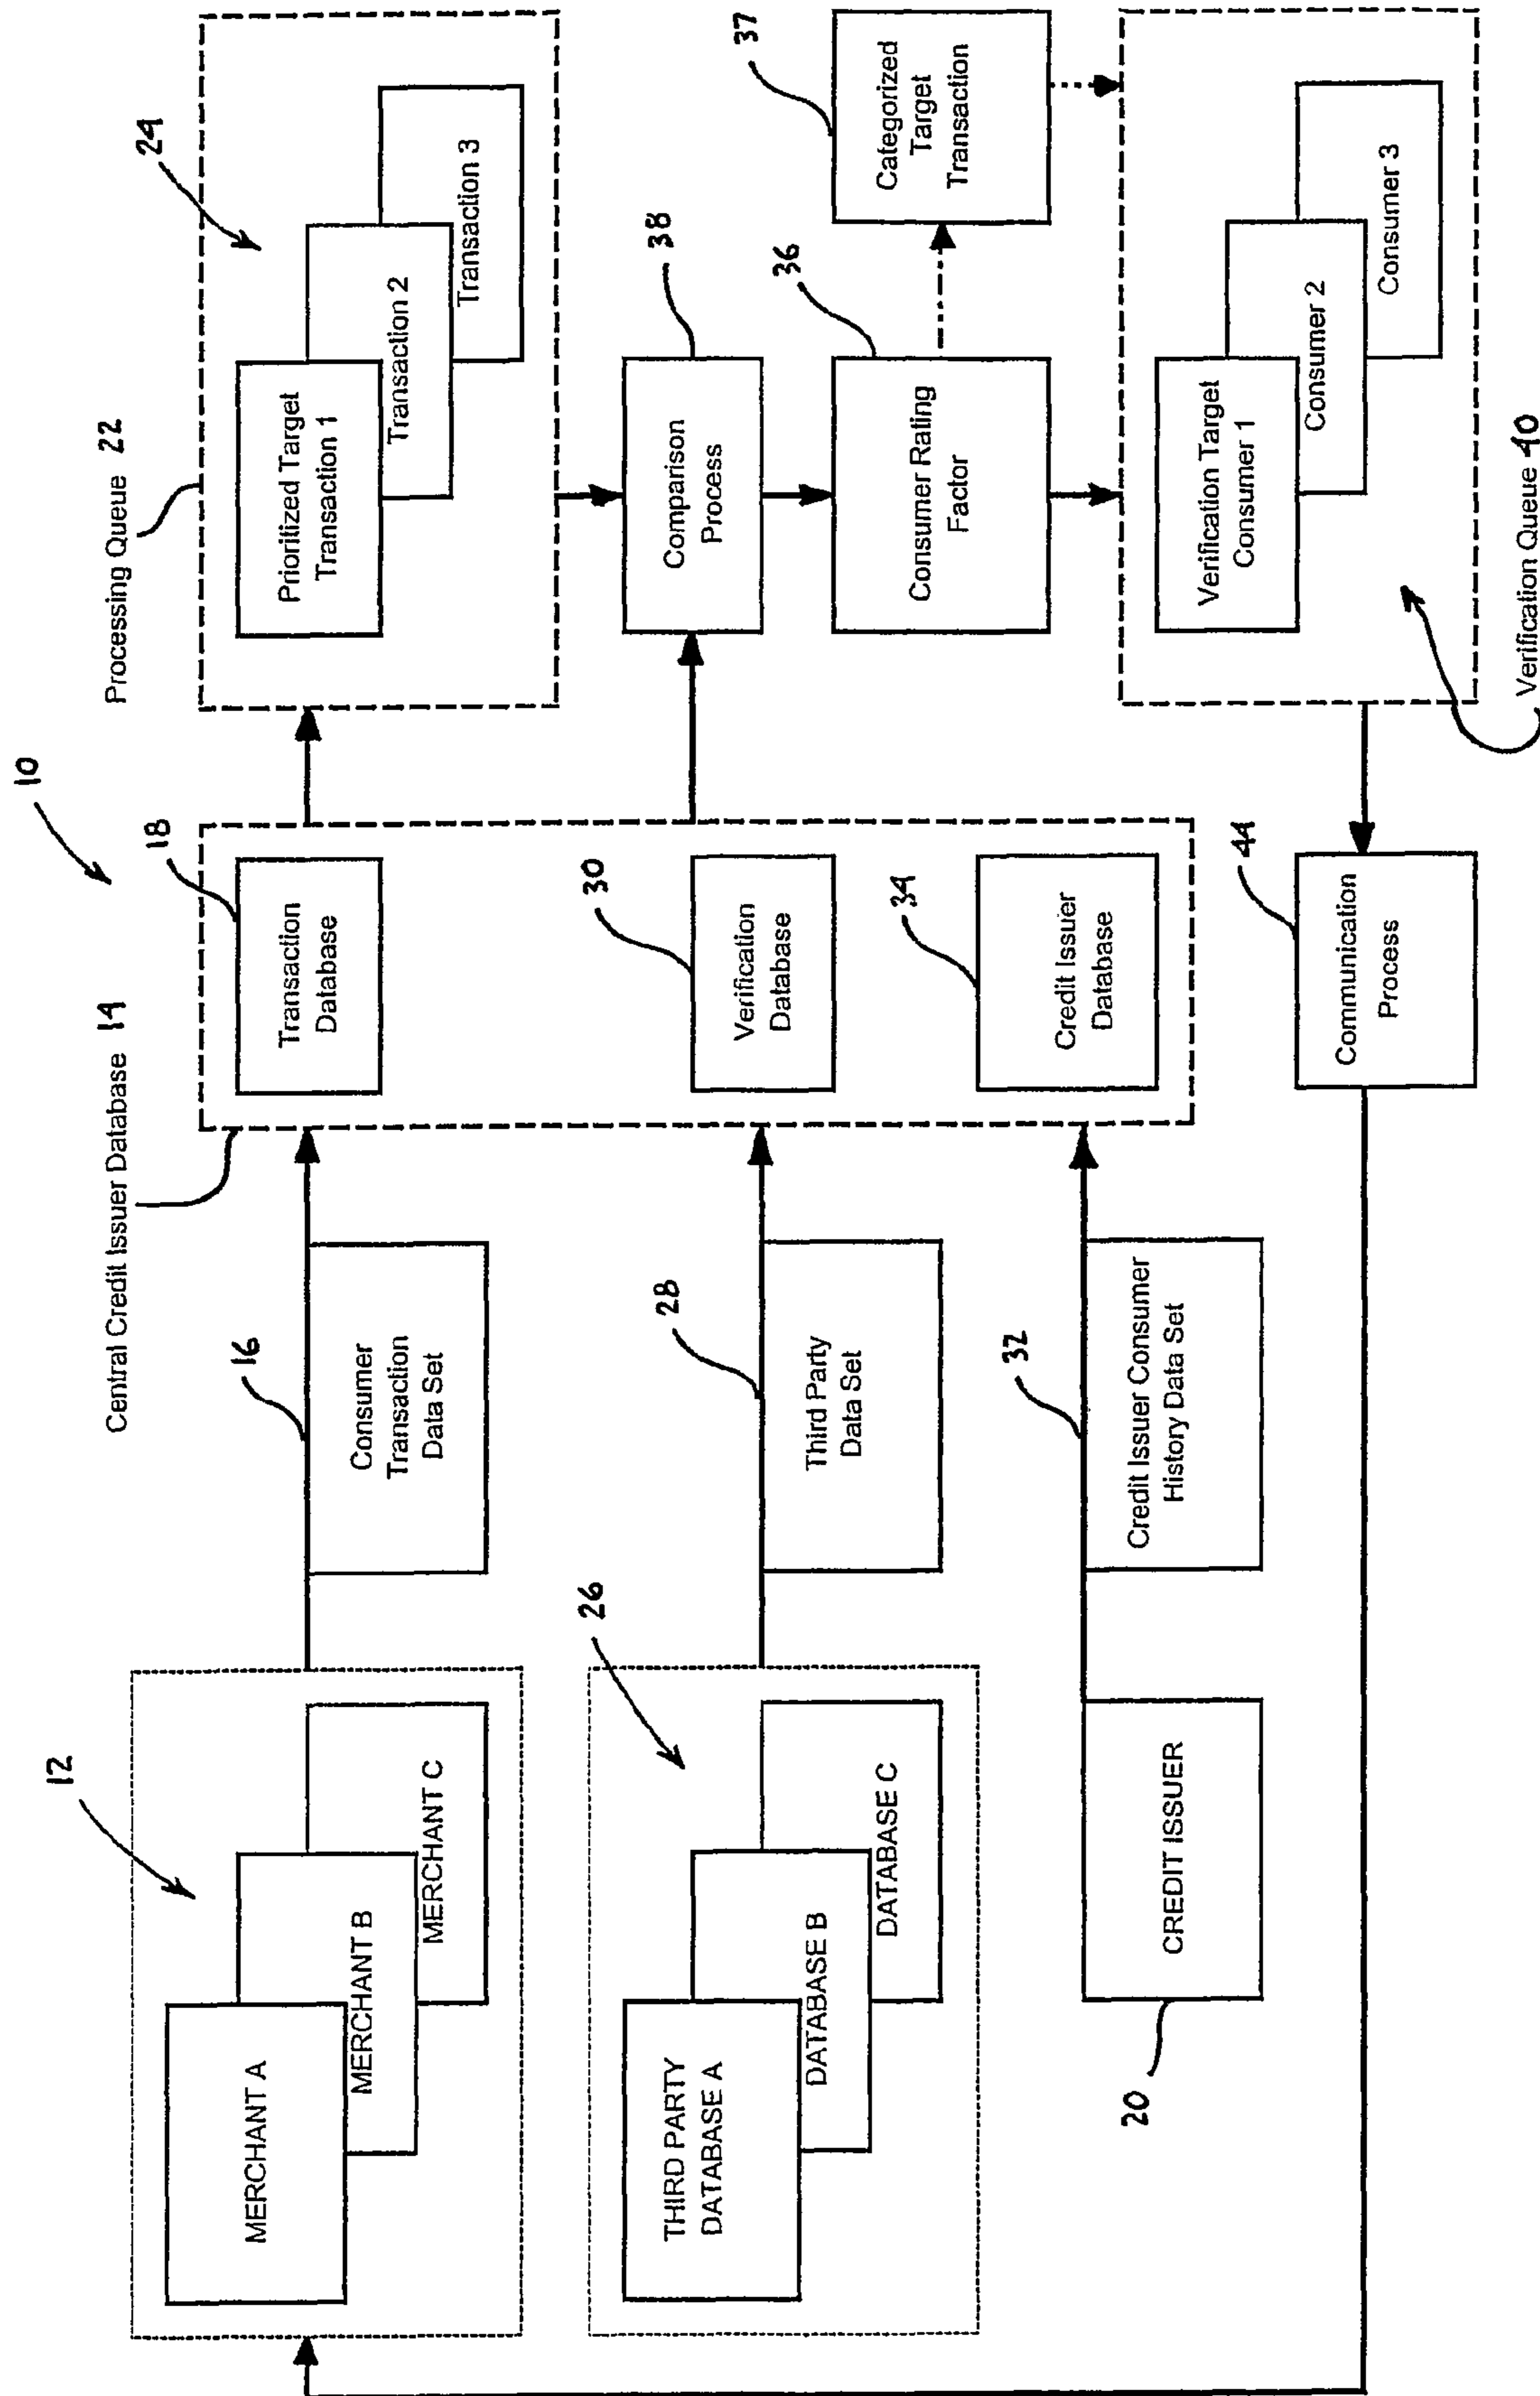 10
12
MERCHANT A
MERCHANT B
MERCHANT C
16
Consumer
Transaction
Data Set
Central Credit Issuer Database 14
18
Transaction
Database
Processing Queue 22
24
Prioritized Target
Transaction 1
Transaction 2
Transaction 3
26
THIRD PARTY
DATABASE A
DATABASE B
DATABASE C
28
Third Party
Data Set
30
Verification
Database
Comparison
Process
38
20
CREDIT ISSUER
32
Credit Issuer Consumer
History Data Set
34
Credit Issuer
Database
Consumer Rating
Factor
36
Categorized
Target
Transaction
37
44
Communication
Process
Verification Target
Consumer 1
Consumer 2
Consumer 3
Verification Queue 40